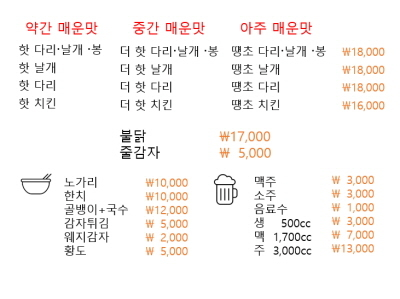 약간 매운맛 중간 매운맛 아주 매운맛
핫 다리·날개 ·봉 더 핫 다리·날개 ·봉 땡초 다리·날개 ·봉 ₩18,000
핫 날개 더 핫 날개 땡초 날개 ₩18,000
핫 다리 더 핫 다리 땡초 다리 ₩18,000
핫 치킨 더 핫 치킨 땡초 치킨 ₩16,000
불닭 ₩17,000
줄감자 ₩ 5,000
노가리 ₩10,000
한치 ₩10,000
골뱅이+국수 ₩12,000
감자튀김 ₩ 5,000
웨지감자 ₩ 2,000
황도 ₩ 5,000
맥주 ₩ 3,000
소주 ₩ 3,000
음료수 ₩ 1,000
생 500cc ₩ 3,000
맥 1,700cc ₩ 7,000
주 3,000cc ₩13,000